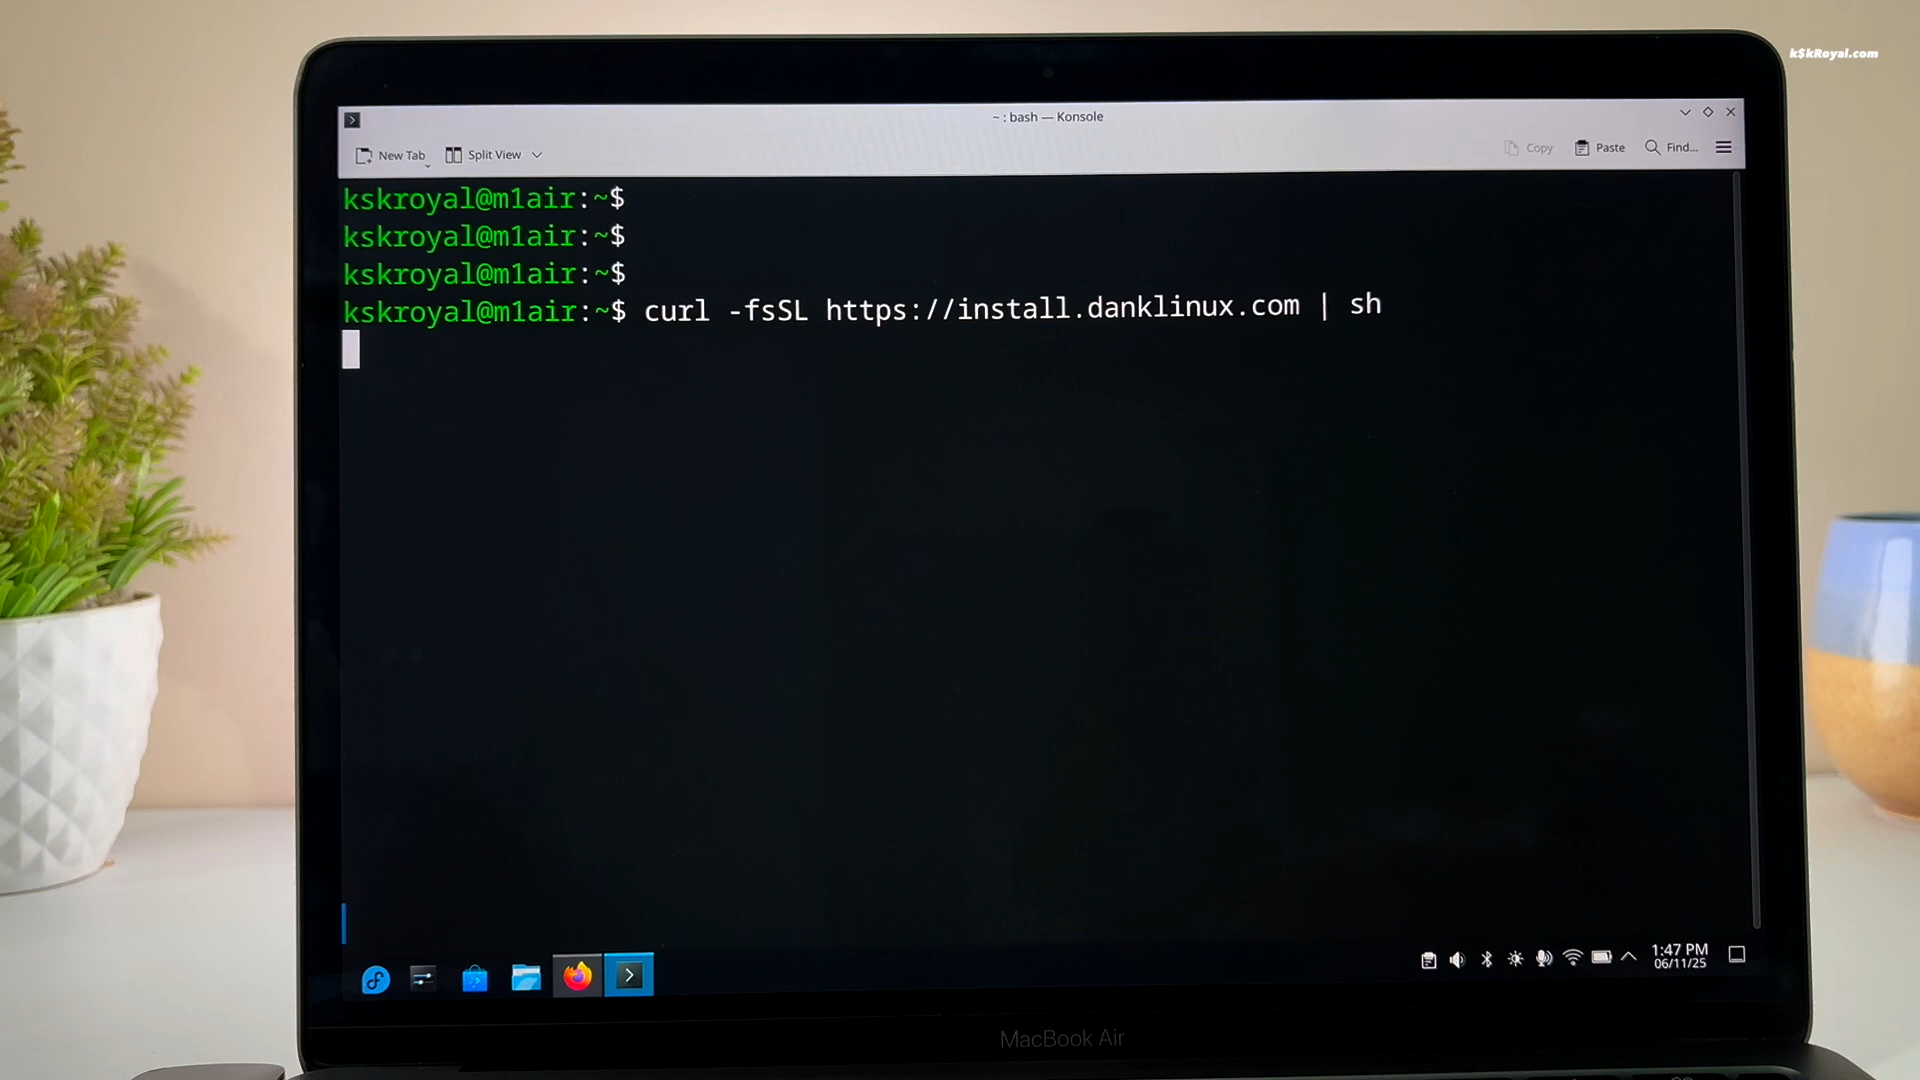 kSkRoyal.com
~ : bash — Konsole
New Tab
Split View
Copy
Paste
Find...
kskroyal@m1air:~$
kskroyal@m1air:~$
kskroyal@m1air:~$
kskroyal@m1air:~$ curl -fsSL https://install.danklinux.com | sh
1:47 PM
06/11/25
MacBook Air